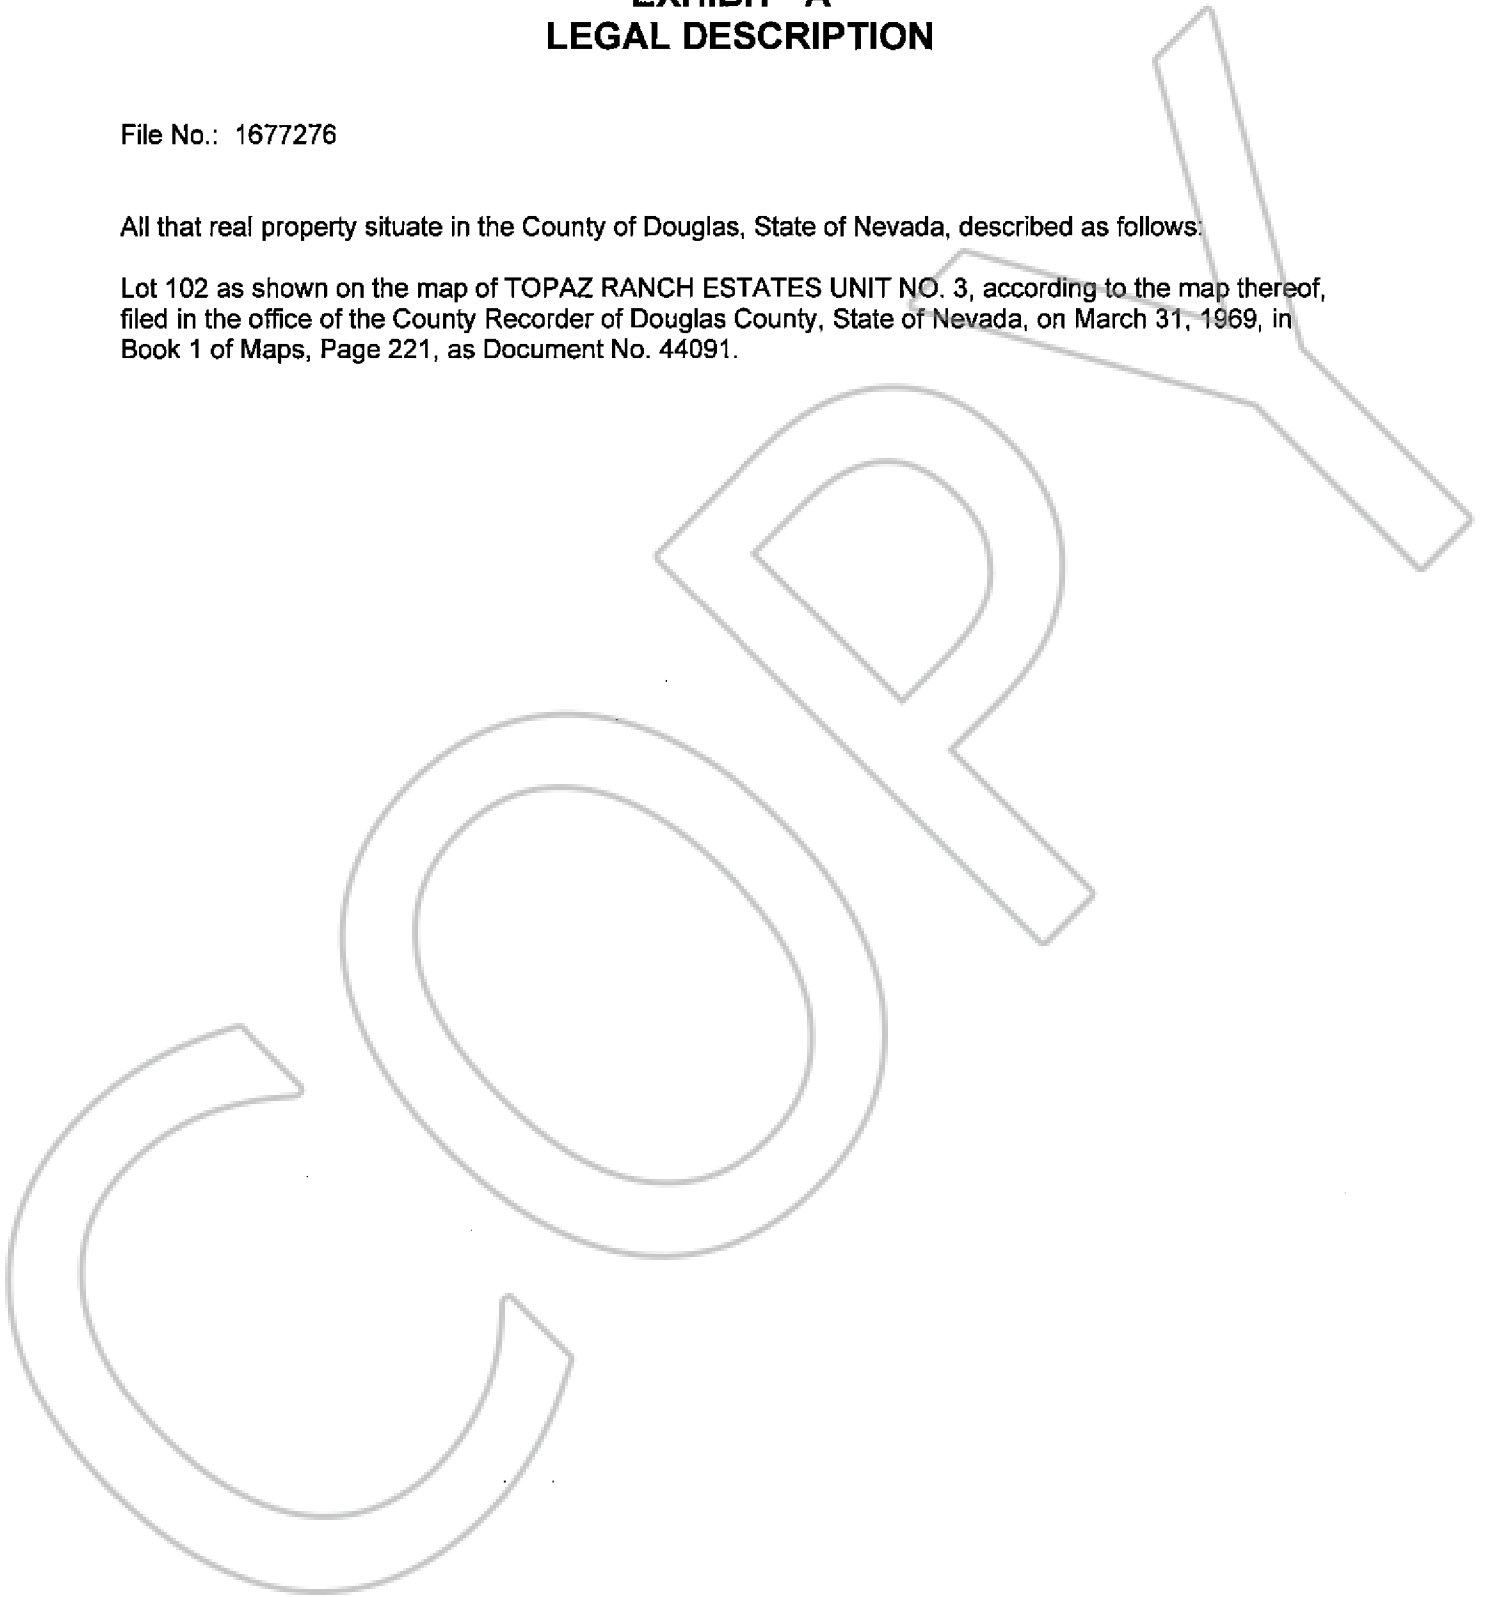 EXHIBIT "A"
LEGAL DESCRIPTION
File No.: 1677276
All that real property situate in the County of Douglas, State of Nevada, described as follows:
Lot 102 as shown on the map of TOPAZ RANCH ESTATES UNIT NO. 3, according to the map thereof,
filed in the office of the County Recorder of Douglas County, State of Nevada, on March 31, 1969, in
Book 1 of Maps, Page 221, as Document No. 44091.
COPY